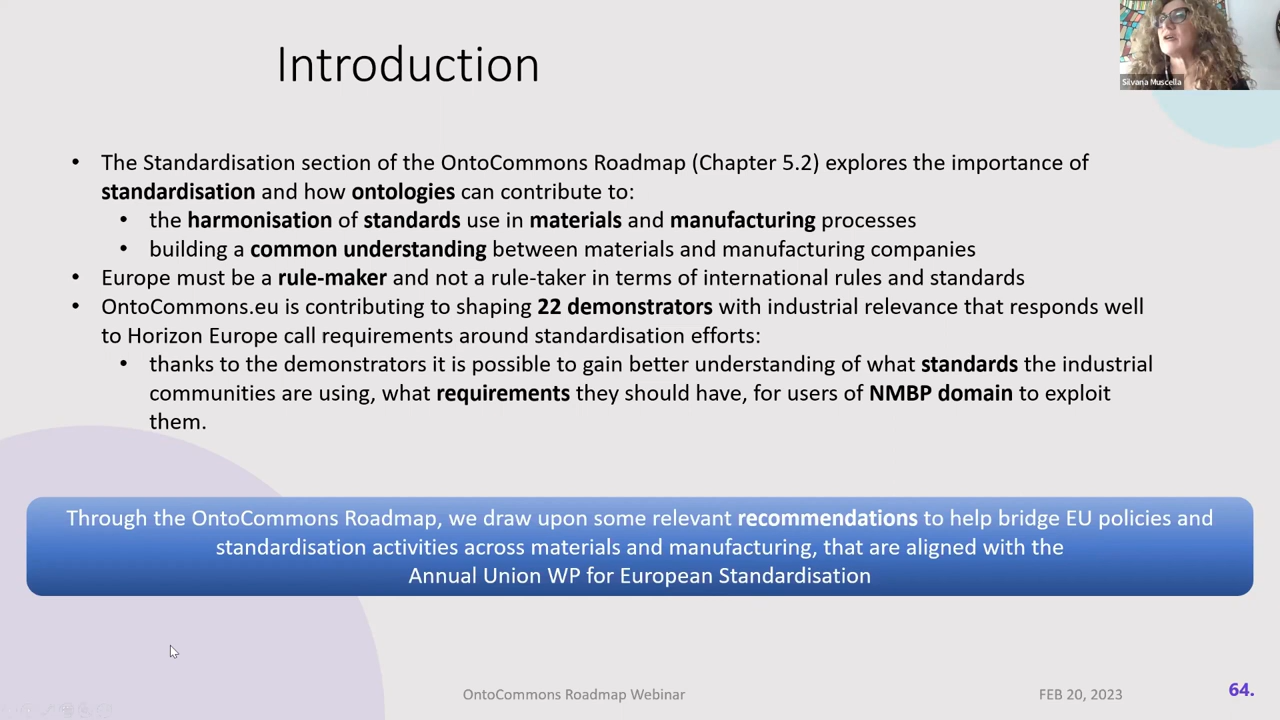 Introduction
Silvana Muscella
• The Standardisation section of the OntoCommons Roadmap (Chapter 5.2) explores the importance of
standardisation and how ontologies can contribute to:
• the harmonisation of standards use in materials and manufacturing processes
• building a common understanding between materials and manufacturing companies
• Europe must be a rule-maker and not a rule-taker in terms of international rules and standards
• OntoCommons.eu is contributing to shaping 22 demonstrators with industrial relevance that responds well
to Horizon Europe call requirements around standardisation efforts:
• thanks to the demonstrators it is possible to gain better understanding of what standards the industrial
communities are using, what requirements they should have, for users of NMBP domain to exploit
them.
Through the OntoCommons Roadmap, we draw upon some relevant recommendations to help bridge EU policies and
standardisation activities across materials and manufacturing, that are aligned with the
Annual Union WP for European Standardisation
OntoCommons Roadmap Webinar
FEB 20, 2023
64.